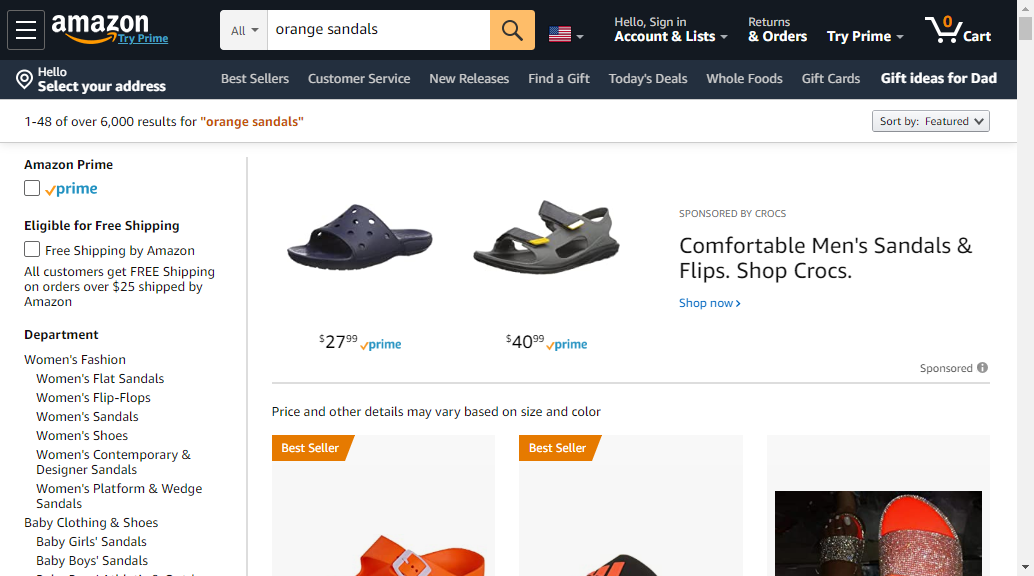 amazon
Try Prime
All
orange sandals
Hello, Sign in
Account & Lists
Returns
& Orders
Try Prime
0
Cart
Hello
Select your address
Best Sellers
Customer Service
New Releases
Find a Gift
Today's Deals
Whole Foods
Gift Cards
Gift ideas for Dad
1-48 of over 6,000 results for "orange sandals"
Sort by: Featured
Amazon Prime
prime
Eligible for Free Shipping
Free Shipping by Amazon
All customers get FREE Shipping
on orders over $25 shipped by
Amazon
Department
Women's Fashion
Women's Flat Sandals
Women's Flip-Flops
Women's Sandals
Women's Shoes
Women's Contemporary &
Designer Sandals
Women's Platform & Wedge
Sandals
Baby Clothing & Shoes
Baby Girls' Sandals
Baby Boys' Sandals
$27.99 prime
$40.99 prime
SPONSORED BY CROCS
Comfortable Men's Sandals &
Flips. Shop Crocs.
Shop now ›
Sponsored
Price and other details may vary based on size and color
Best Seller
Best Seller